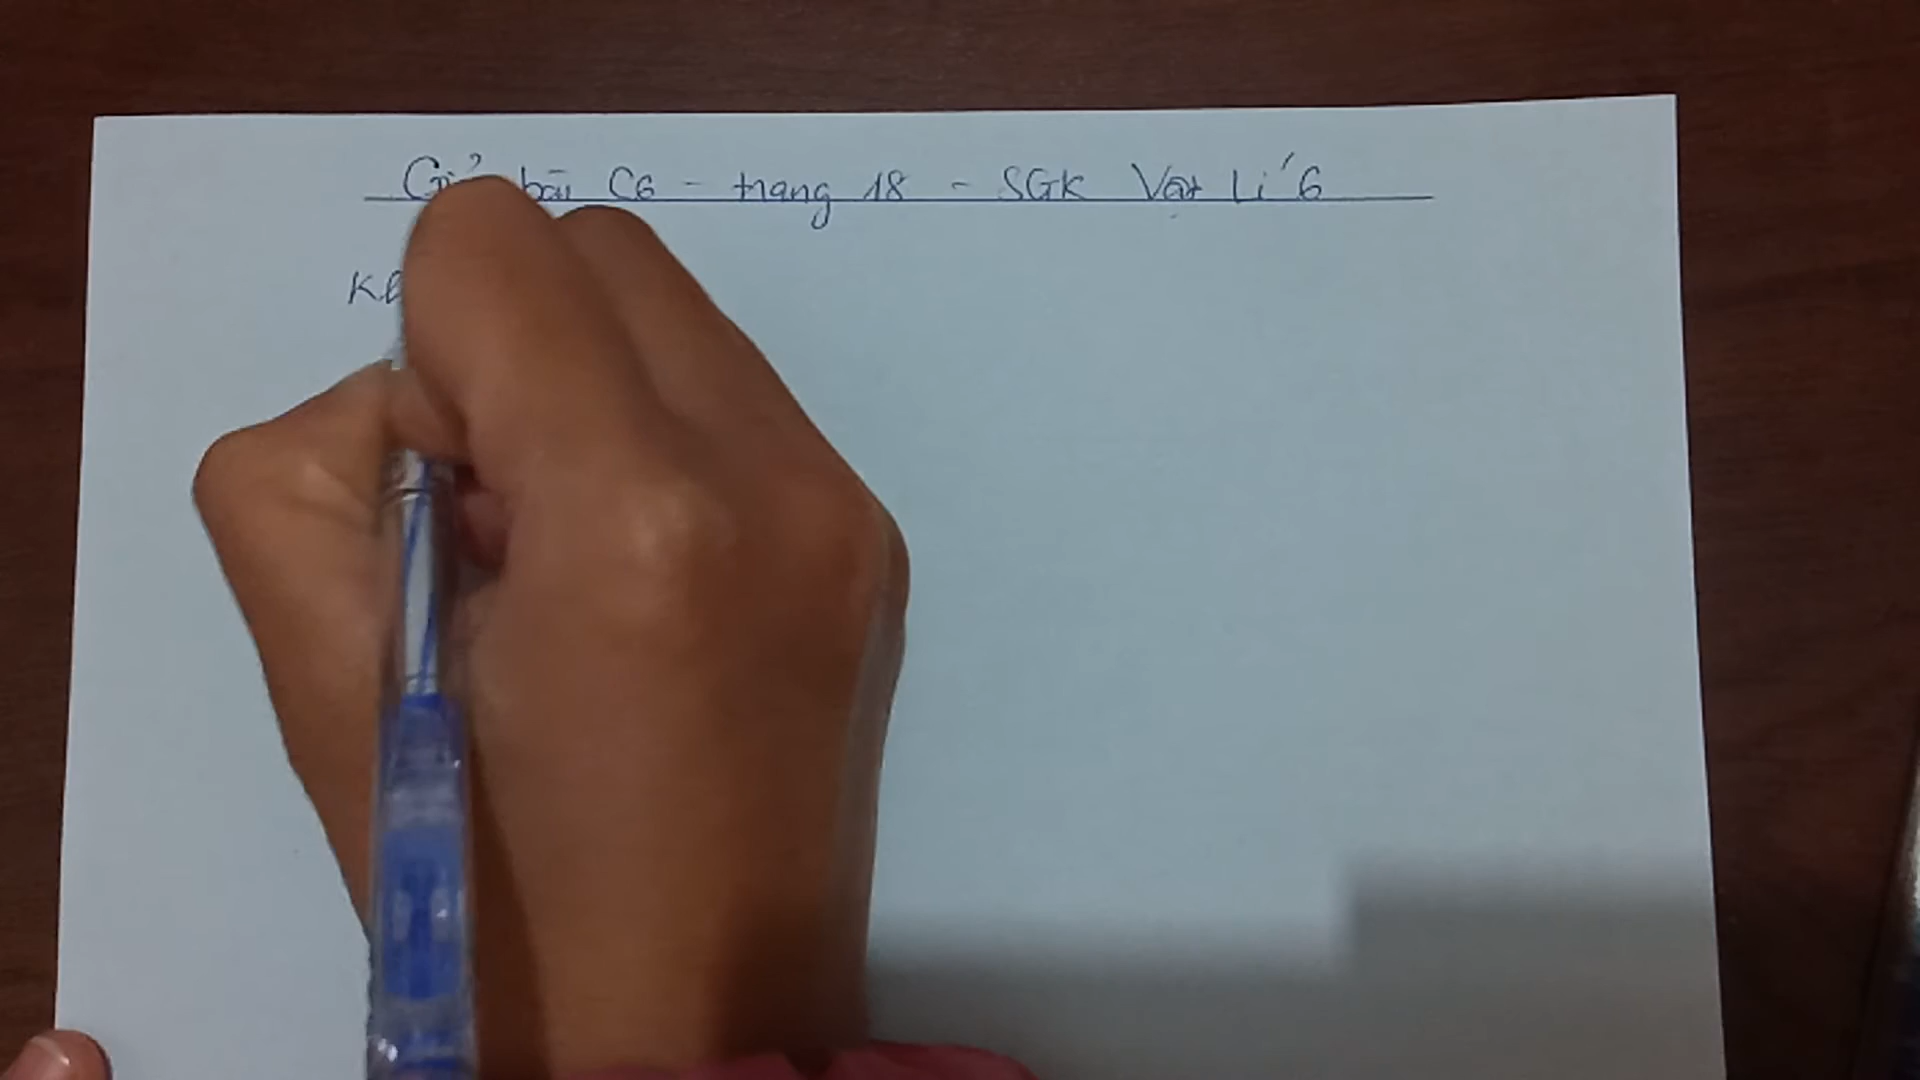 bài C6 - trang 18 - SGK Vật Lí 6